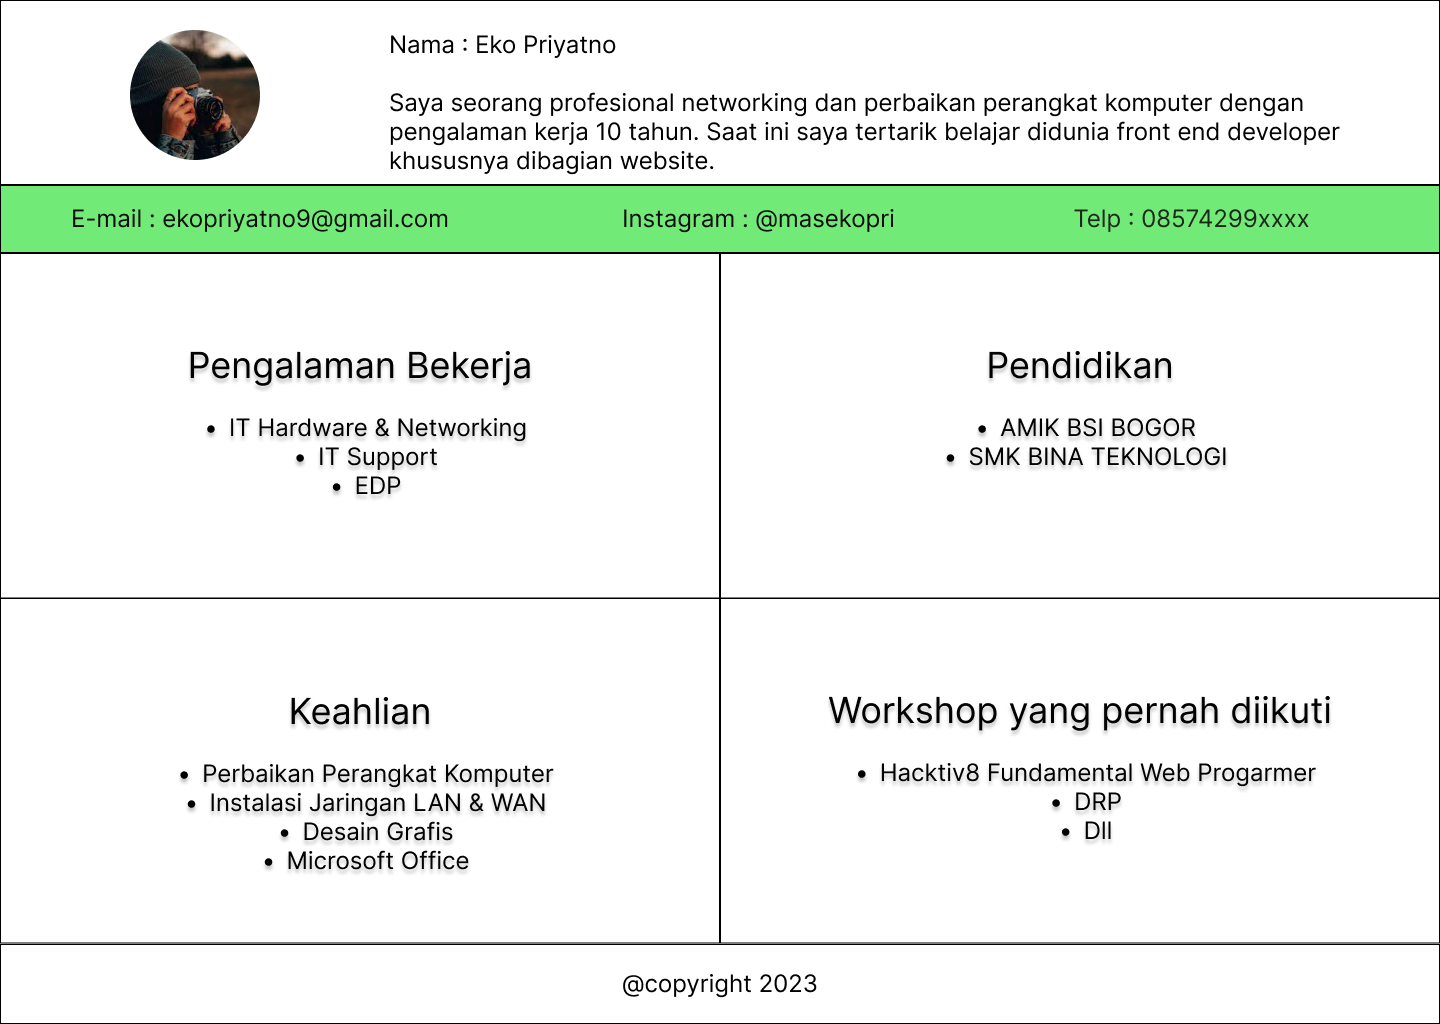 Nama : Eko Priyatno
Saya seorang profesional networking dan perbaikan perangkat komputer dengan
pengalaman kerja 10 tahun. Saat ini saya tertarik belajar didunia front end developer
khususnya dibagian website.
E-mail : ekopriyatno9@gmail.com
Instagram : @masekopri
Telp : 08574299xxxx
Pengalaman Bekerja
• IT Hardware & Networking
• IT Support
• EDP
Pendidikan
• AMIK BSI BOGOR
• SMK BINA TEKNOLOGI
Keahlian
• Perbaikan Perangkat Komputer
• Instalasi Jaringan LAN & WAN
• Desain Grafis
• Microsoft Office
Workshop yang pernah diikuti
• Hacktiv8 Fundamental Web Progarmer
• DRP
• Dll
@copyright 2023